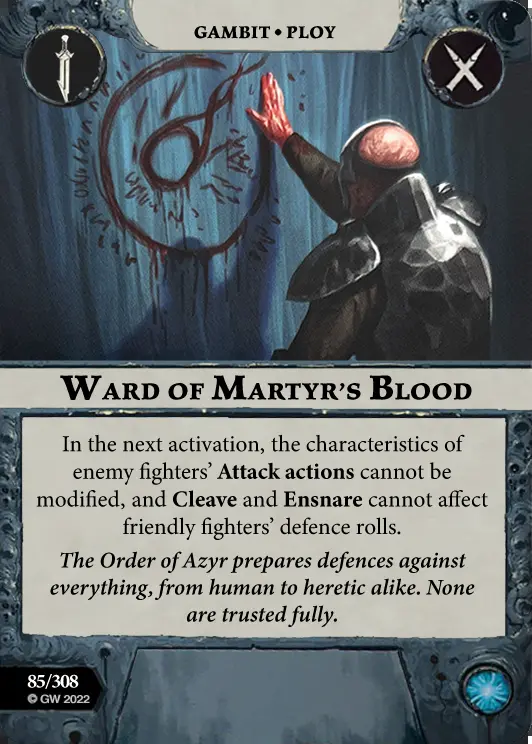 GAMBIT • PLOY
WARD OF MARTYR'S BLOOD
In the next activation, the characteristics of
enemy fighters' Attack actions cannot be
modified, and Cleave and Ensnare cannot affect
friendly fighters' defence rolls.
The Order of Azyr prepares defences against
everything, from human to heretic alike. None
are trusted fully.
85/308
© GW 2022